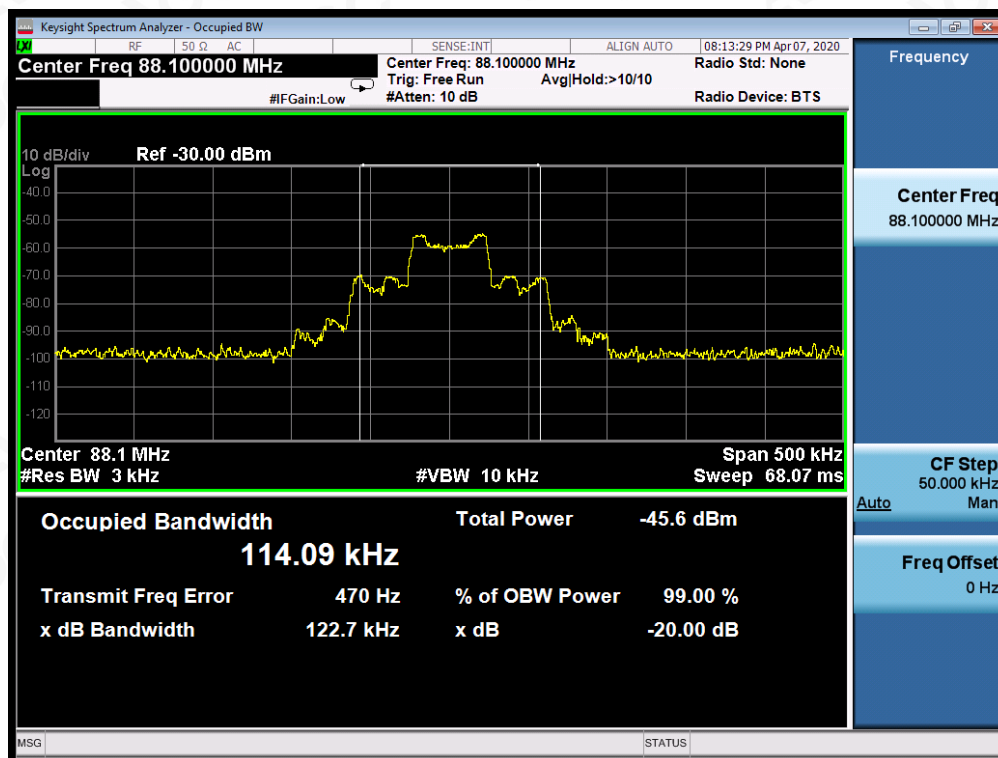 Keysight Spectrum Analyzer - Occupied BW
LXI RF 50 Ω AC SENSE:INT ALIGN AUTO 08:13:29 PM Apr 07, 2020
Center Freq 88.100000 MHz
Center Freq: 88.100000 MHz
Radio Std: None
Trig: Free Run Avg|Hold:>10/10
#IFGain:Low
#Atten: 10 dB
Radio Device: BTS
10 dB/div Ref -30.00 dBm
Log
-40.0
-50.0
-60.0
-70.0
-80.0
-90.0
-100
-110
-120
Center 88.1 MHz Span 500 kHz
#Res BW 3 kHz #VBW 10 kHz Sweep 68.07 ms
Occupied Bandwidth
Total Power -45.6 dBm
114.09 kHz
Transmit Freq Error 470 Hz % of OBW Power 99.00 %
x dB Bandwidth 122.7 kHz x dB -20.00 dB
MSG STATUS
Frequency
Center Freq
88.100000 MHz
CF Step
50.000 kHz
Auto Man
Freq Offset
0 Hz